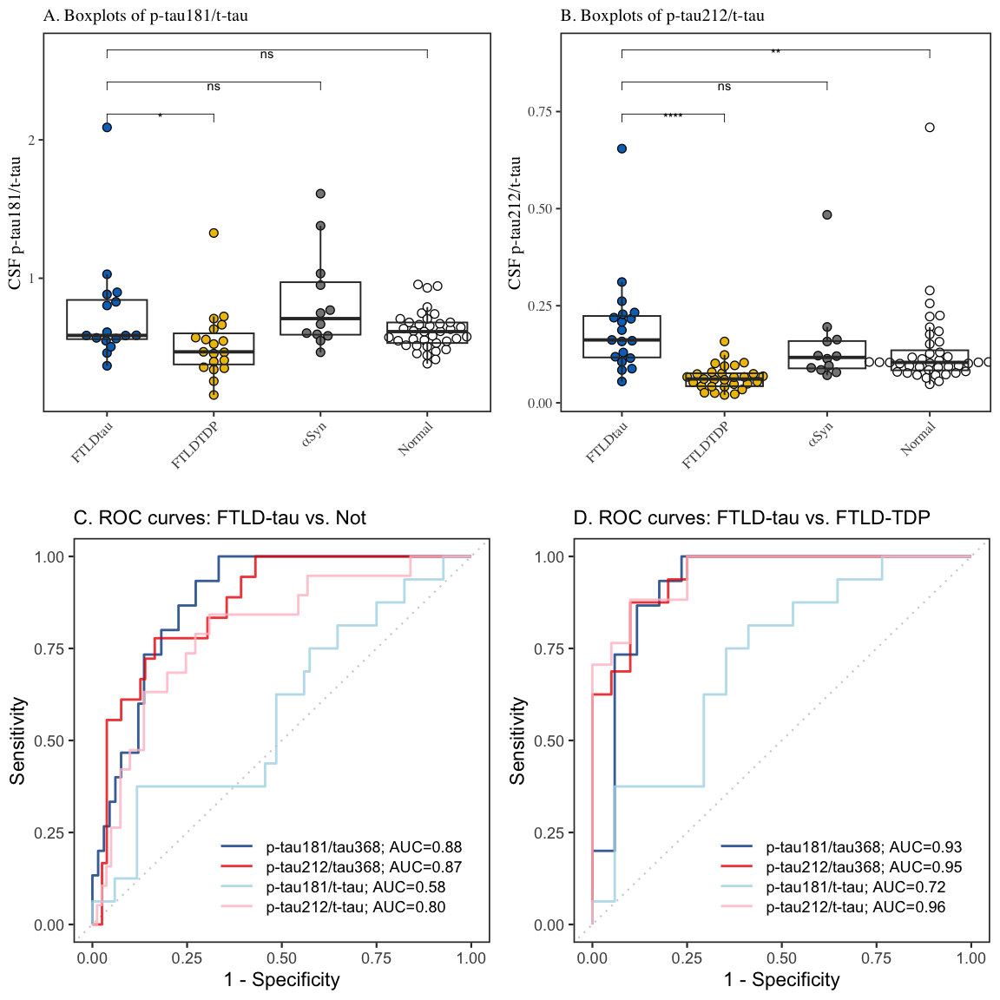 A. Boxplots of p-tau181/t-tau
CSF p-tau181/t-tau
2
1
ns
ns
*
FTLDtau
FTLDTDP
αSyn
Normal
B. Boxplots of p-tau212/t-tau
CSF p-tau212/t-tau
0.75
0.50
0.25
0.00
**
ns
****
FTLDtau
FTLDTDP
αSyn
Normal
C. ROC curves: FTLD-tau vs. Not
Sensitivity
1.00
0.75
0.50
0.25
0.00
p-tau181/tau368; AUC=0.88
p-tau212/tau368; AUC=0.87
p-tau181/t-tau; AUC=0.58
p-tau212/t-tau; AUC=0.80
0.00 0.25 0.50 0.75 1.00
1 - Specificity
D. ROC curves: FTLD-tau vs. FTLD-TDP
Sensitivity
1.00
0.75
0.50
0.25
0.00
p-tau181/tau368; AUC=0.93
p-tau212/tau368; AUC=0.95
p-tau181/t-tau; AUC=0.72
p-tau212/t-tau; AUC=0.96
0.00 0.25 0.50 0.75 1.00
1 - Specificity